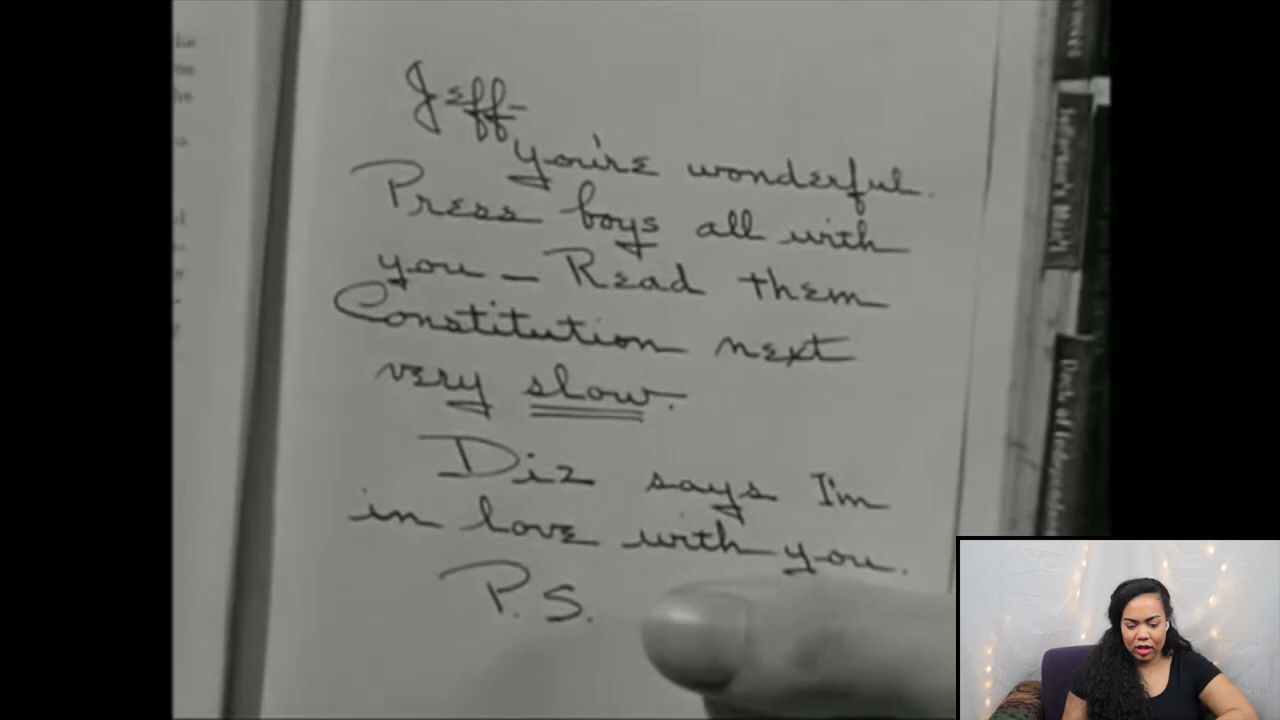 Jeff-
you're wonderful.
Press boys all with
you — Read them
Constitution next
very slow.
Diz says I'm
in love with you.
P.S.